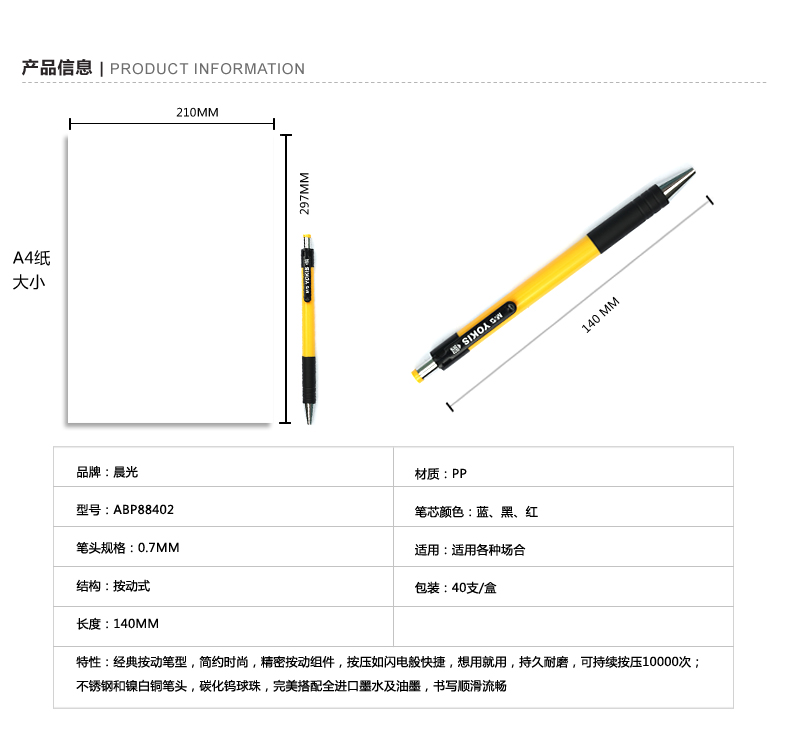 产品信息 | PRODUCT INFORMATION
210MM
297MM
A4纸
大小
M&G YOKIS
140 MM
M&G YOKIS
品牌：晨光
材质：PP
型号：ABP88402
笔芯颜色：蓝、黑、红
笔头规格：0.7MM
适用：适用各种场合
结构：按动式
包装：40支/盒
长度：140MM
特性：经典按动笔型，简约时尚，精密按动组件，按压如闪电般快捷，想用就用，持久耐磨，可持续按压10000次；
不锈钢和镍白铜笔头，碳化钨球珠，完美搭配全进口墨水及油墨，书写顺滑流畅